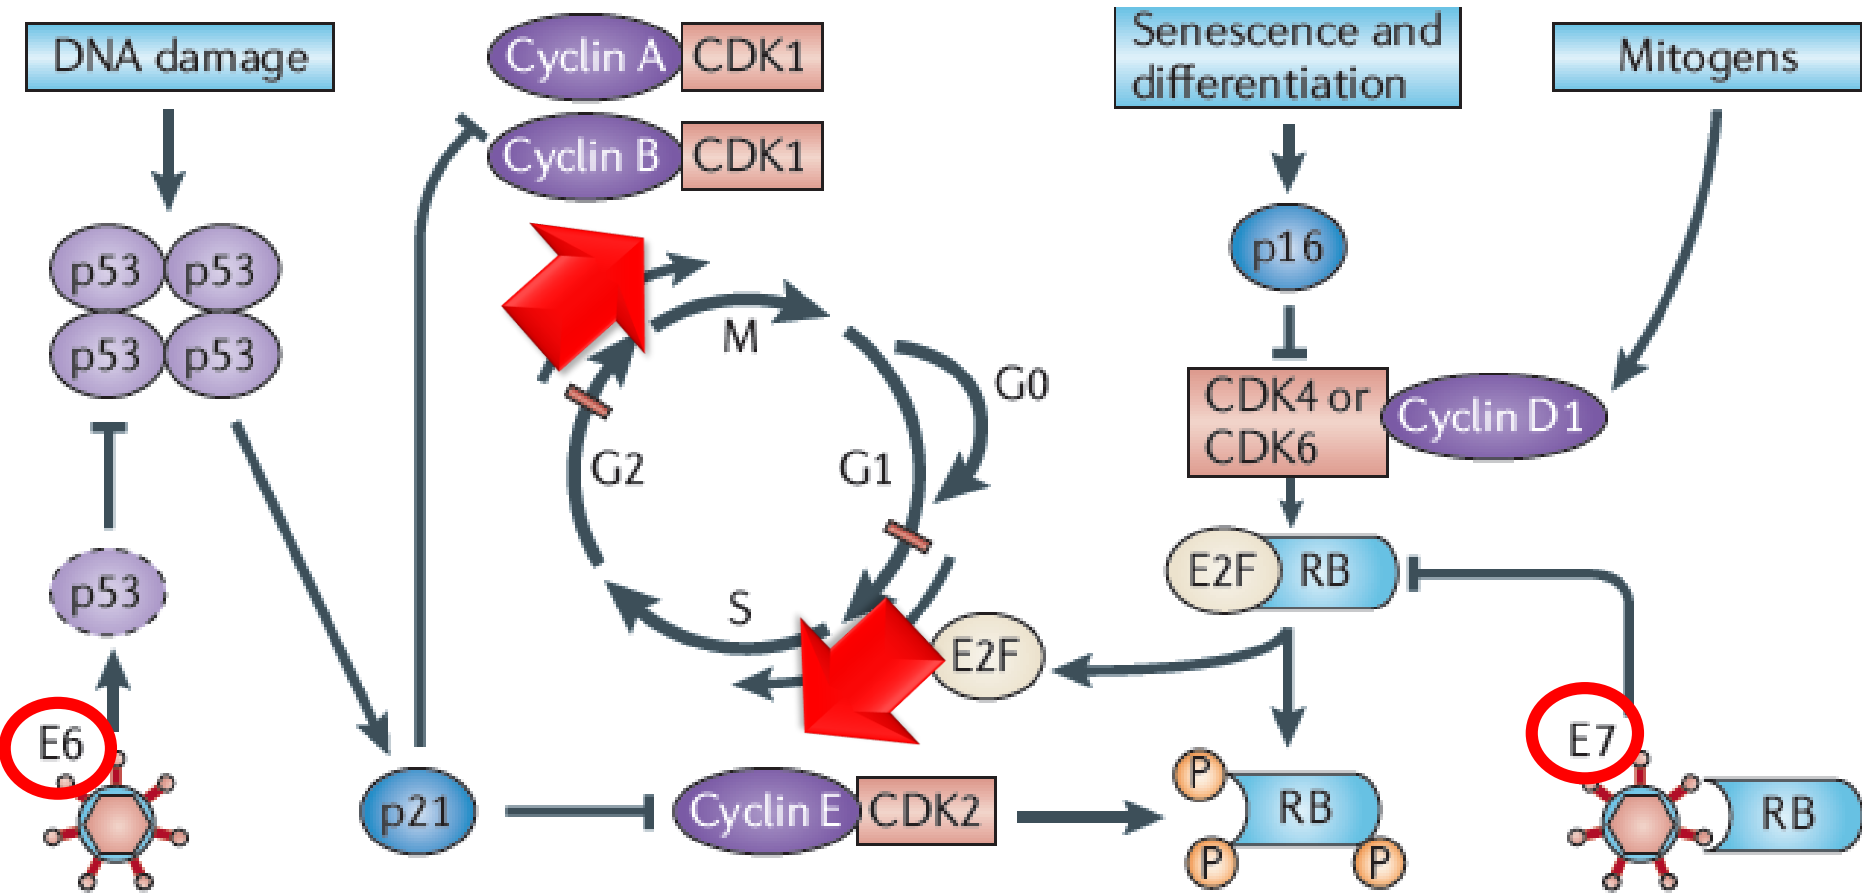 DNA damage
Cyclin A
CDK1
Cyclin B
CDK1
Senescence and
differentiation
Mitogens
p53
p53
p53
p53
p16
M
G0
G1
G2
S
CDK4 or
CDK6
Cyclin D1
E2F
RB
p53
E2F
E6
E7
p21
Cyclin E
CDK2
P
RB
P
P
RB